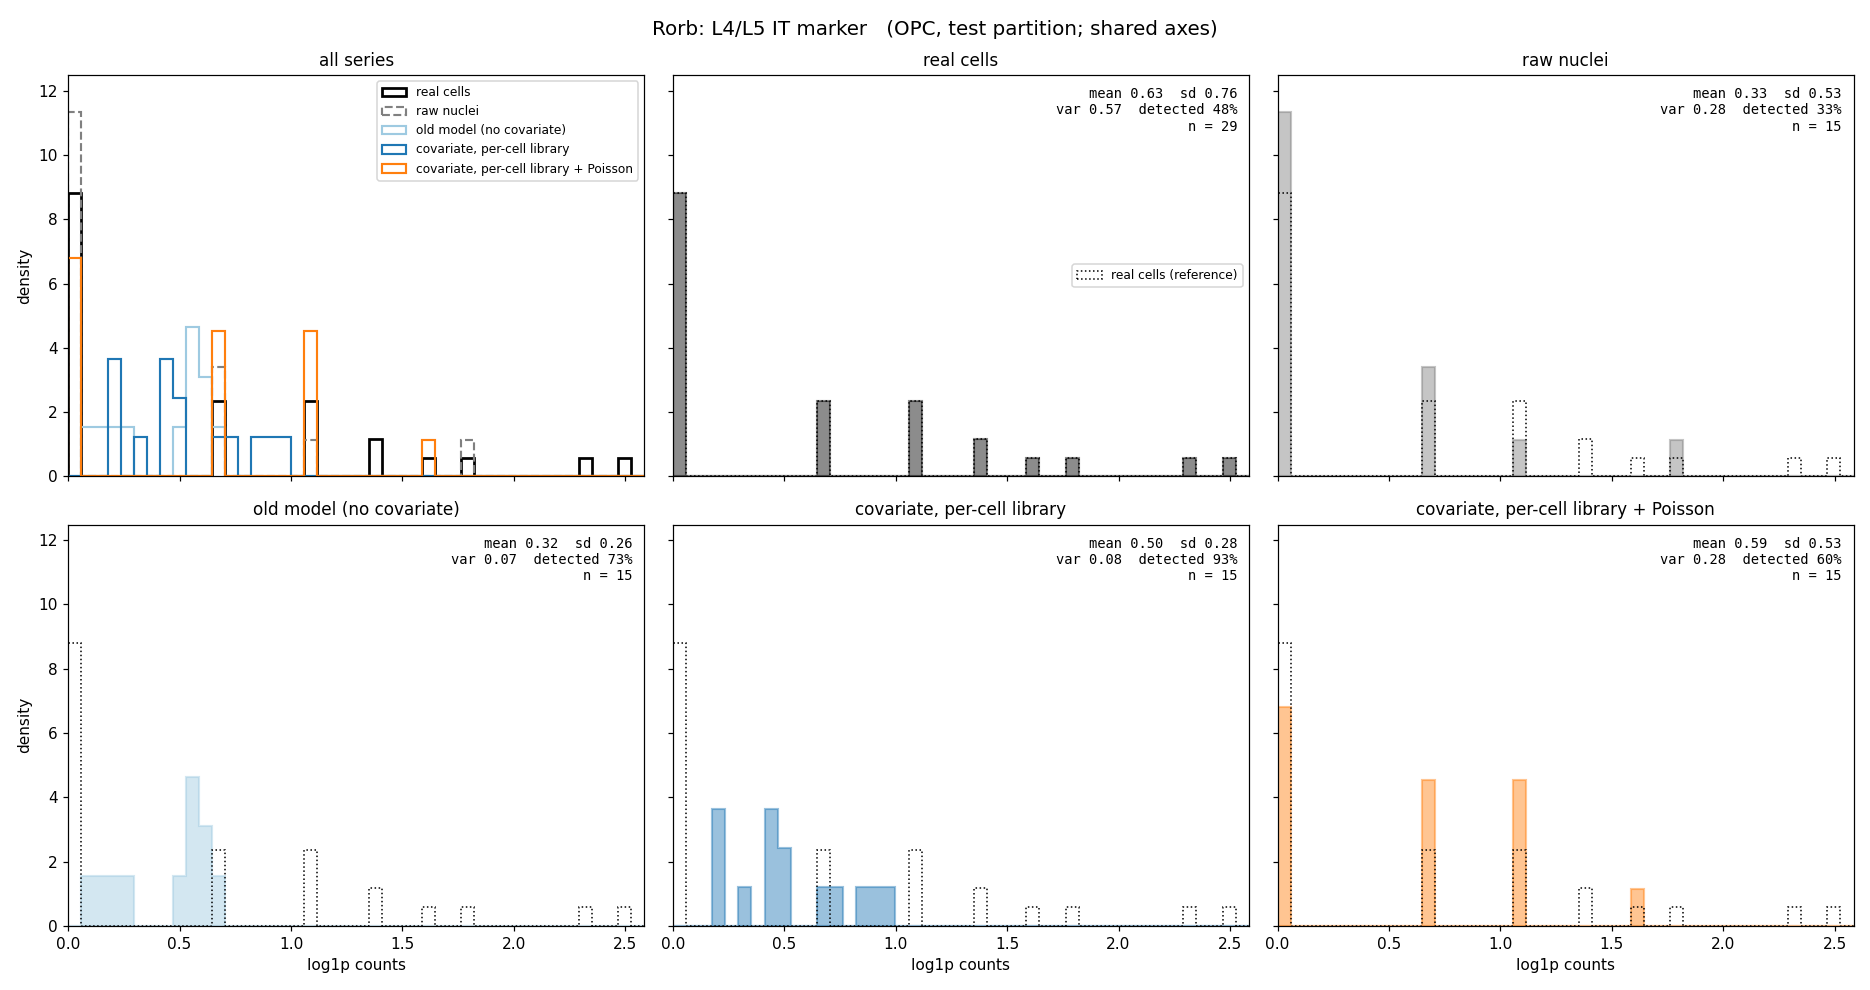 Rorb: L4/L5 IT marker (OPC, test partition; shared axes)
all series
real cells
raw nuclei
12
10
8
6
4
2
0
density
real cells
raw nuclei
old model (no covariate)
covariate, per-cell library
covariate, per-cell library + Poisson
mean 0.63 sd 0.76
var 0.57 detected 48%
n = 29
real cells (reference)
mean 0.33 sd 0.53
var 0.28 detected 33%
n = 15
old model (no covariate)
covariate, per-cell library
covariate, per-cell library + Poisson
12
10
8
6
4
2
0
density
mean 0.32 sd 0.26
var 0.07 detected 73%
n = 15
mean 0.50 sd 0.28
var 0.08 detected 93%
n = 15
mean 0.59 sd 0.53
var 0.28 detected 60%
n = 15
0.0 0.5 1.0 1.5 2.0 2.5
0.0 0.5 1.0 1.5 2.0 2.5
0.0 0.5 1.0 1.5 2.0 2.5
log1p counts
log1p counts
log1p counts